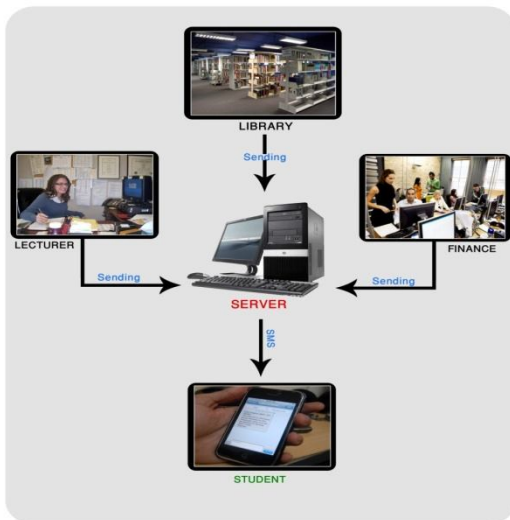 LIBRARY
Sending
LECTURER
FINANCE
Sending
Sending
SERVER
SMS
STUDENT